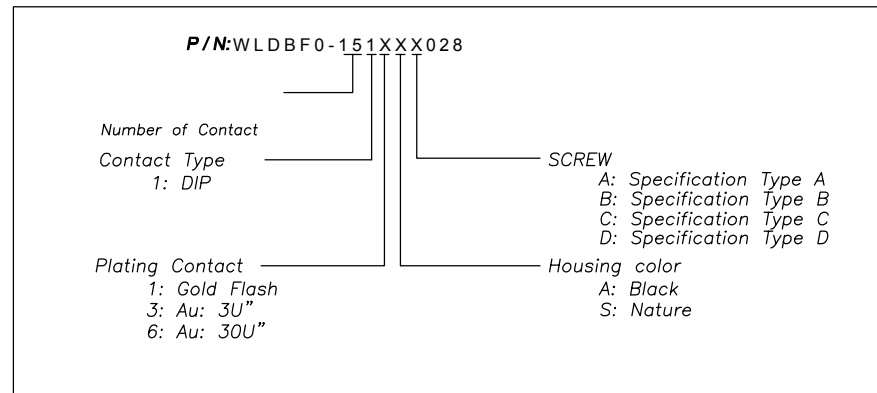 P/N:WLDBF0-151XXX028
Number of Contact
Contact Type
1: DIP
SCREW
A: Specification Type A
B: Specification Type B
C: Specification Type C
D: Specification Type D
Plating Contact
1: Gold Flash
3: Au: 3U"
6: Au: 30U"
Housing color
A: Black
S: Nature